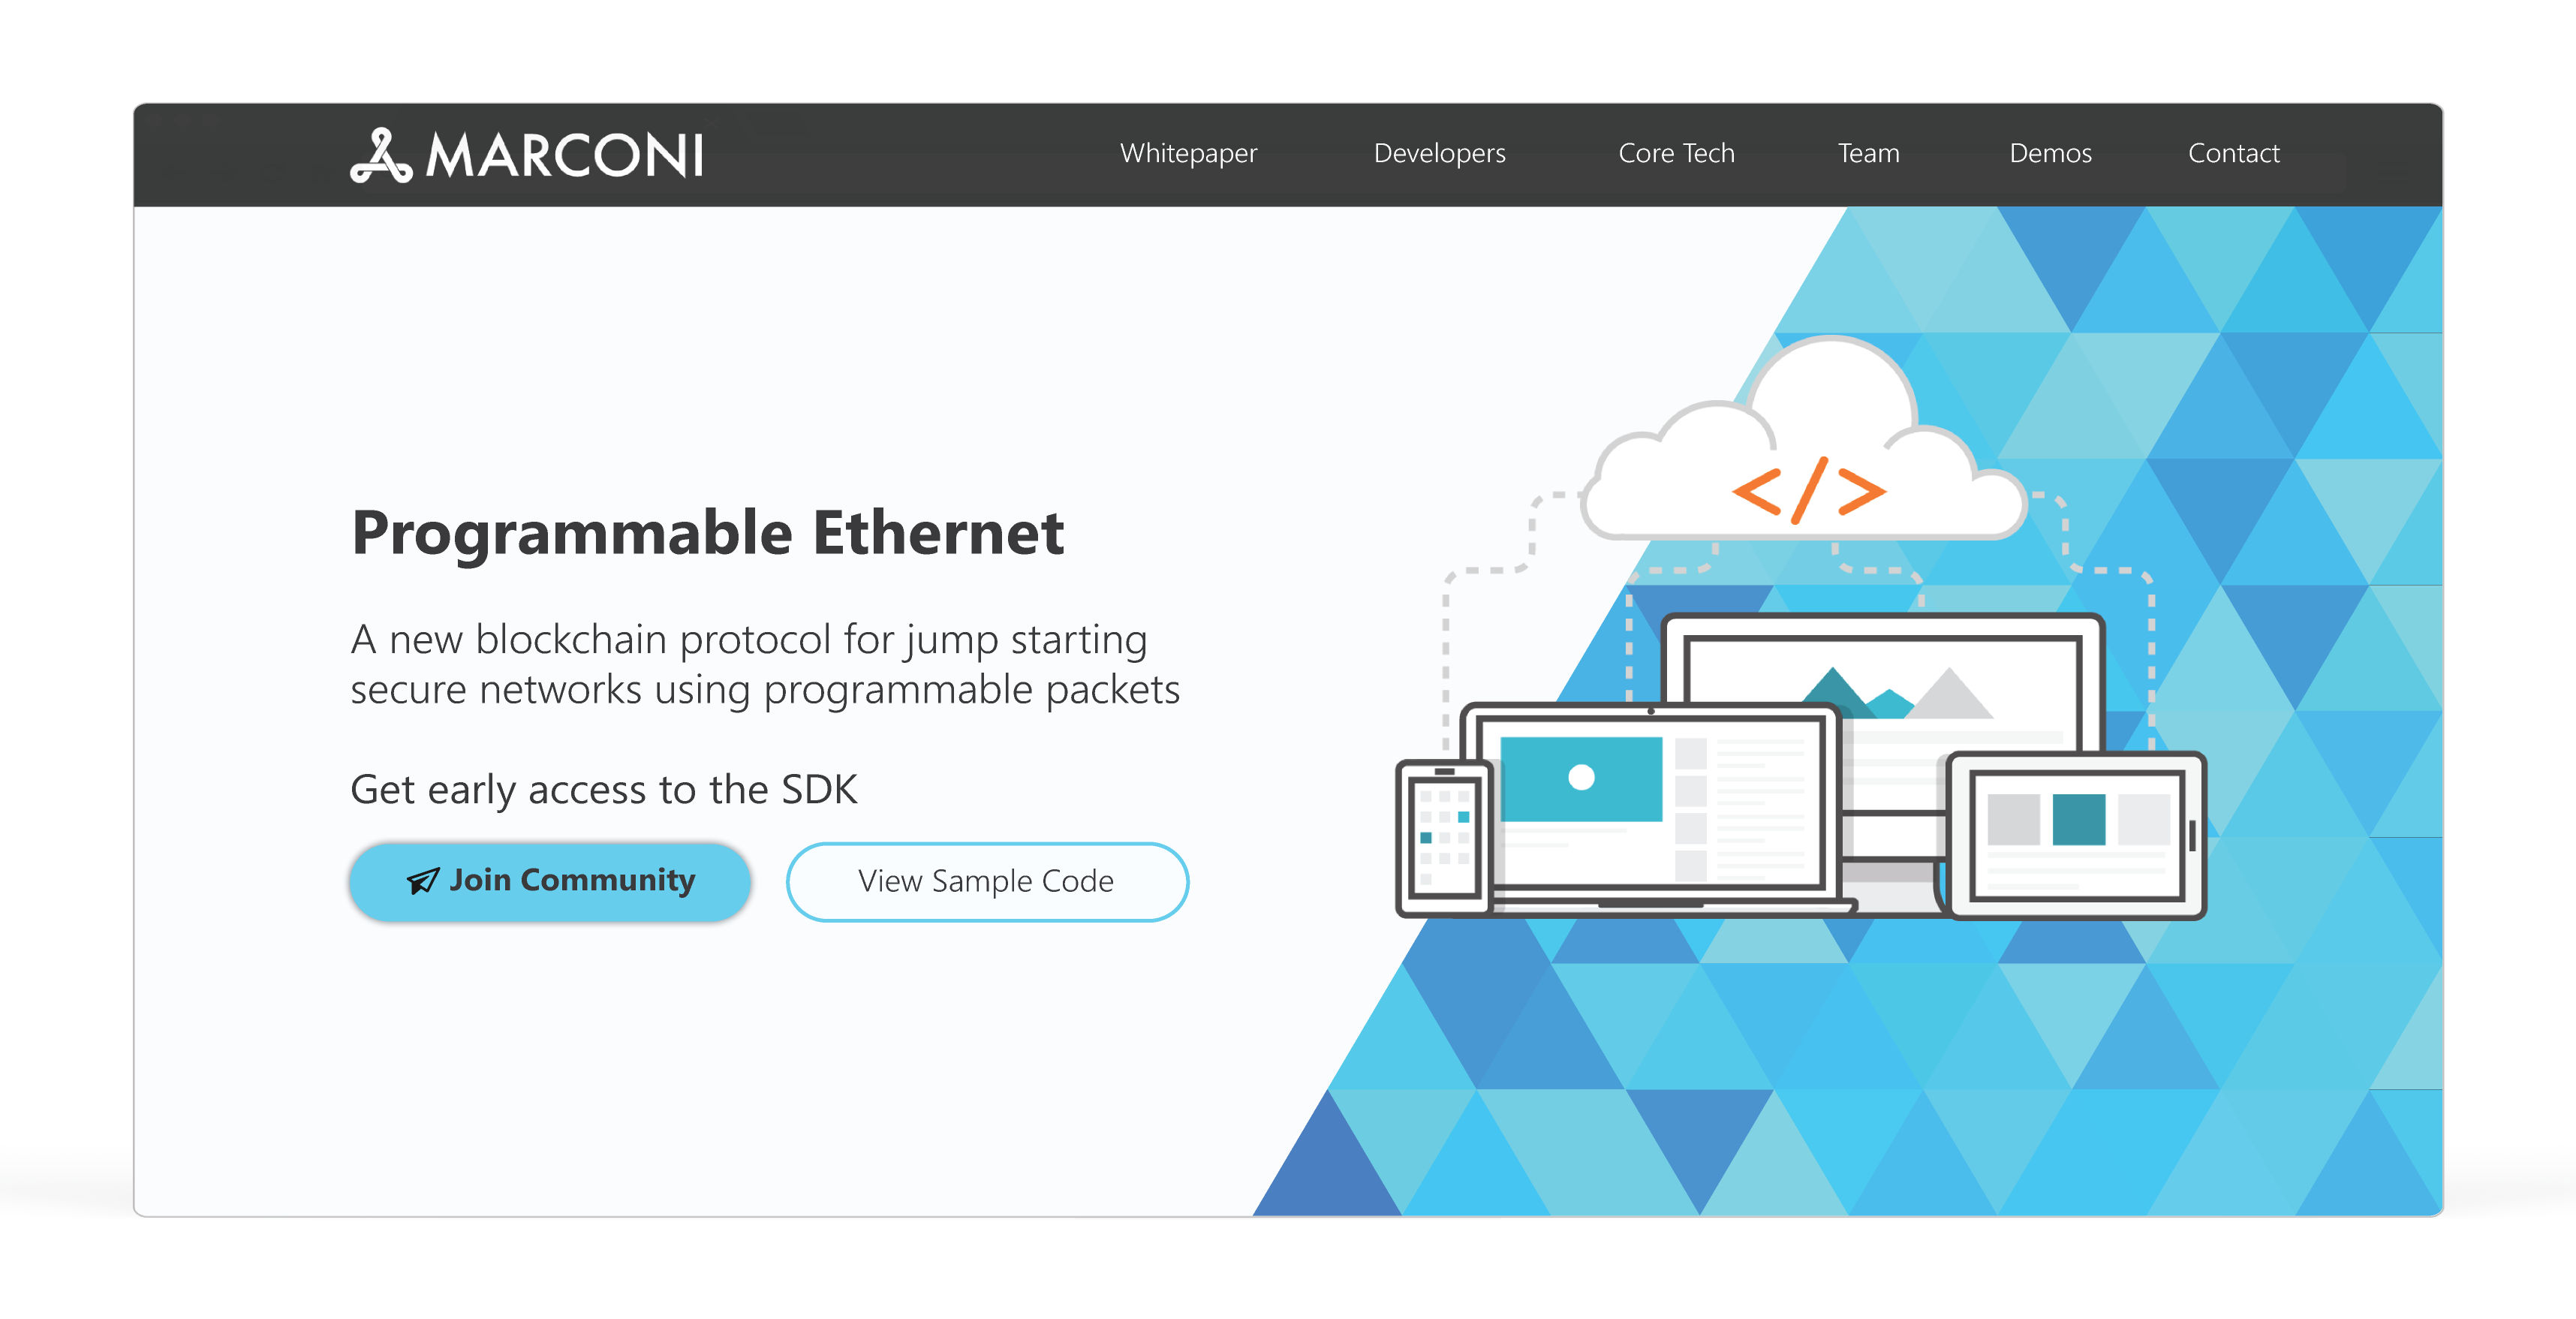 MARCONI
Whitepaper
Developers
Core Tech
Team
Demos
Contact
Programmable Ethernet
A new blockchain protocol for jump starting
secure networks using programmable packets
Get early access to the SDK
Join Community
View Sample Code
</>